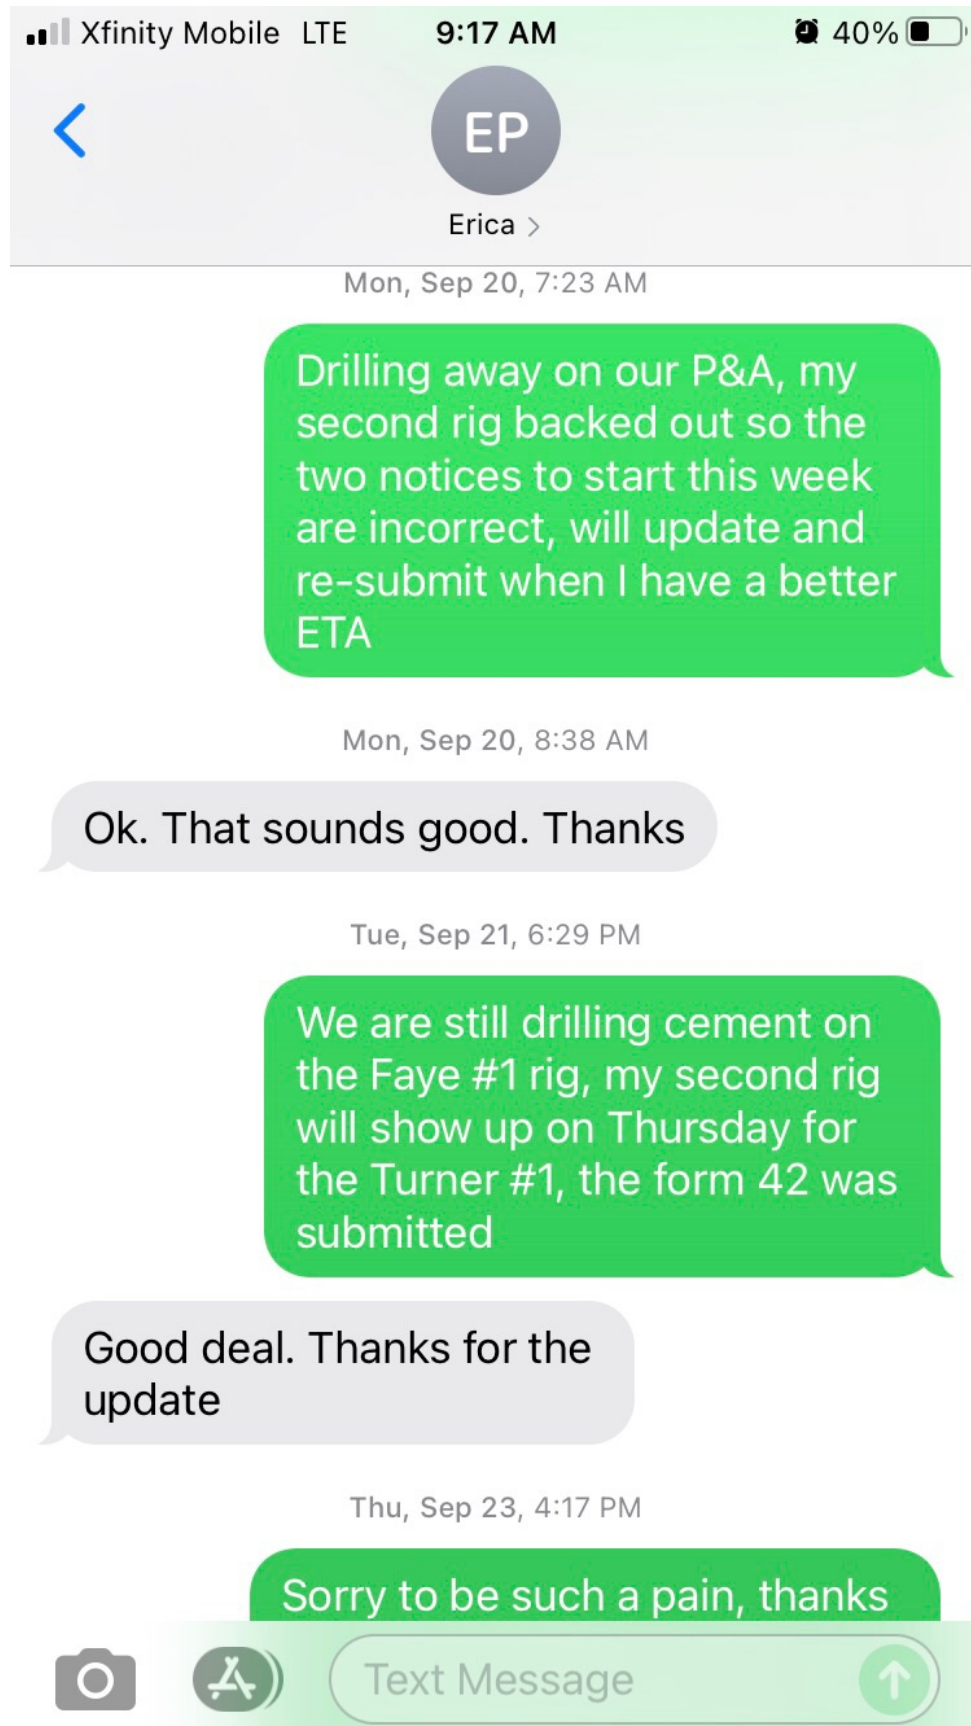 Xfinity Mobile LTE 9:17 AM 40%
EP
Erica >
Mon, Sep 20, 7:23 AM
Drilling away on our P&A, my
second rig backed out so the
two notices to start this week
are incorrect, will update and
re-submit when I have a better
ETA
Mon, Sep 20, 8:38 AM
Ok. That sounds good. Thanks
Tue, Sep 21, 6:29 PM
We are still drilling cement on
the Faye #1 rig, my second rig
will show up on Thursday for
the Turner #1, the form 42 was
submitted
Good deal. Thanks for the
update
Thu, Sep 23, 4:17 PM
Sorry to be such a pain, thanks
Text Message